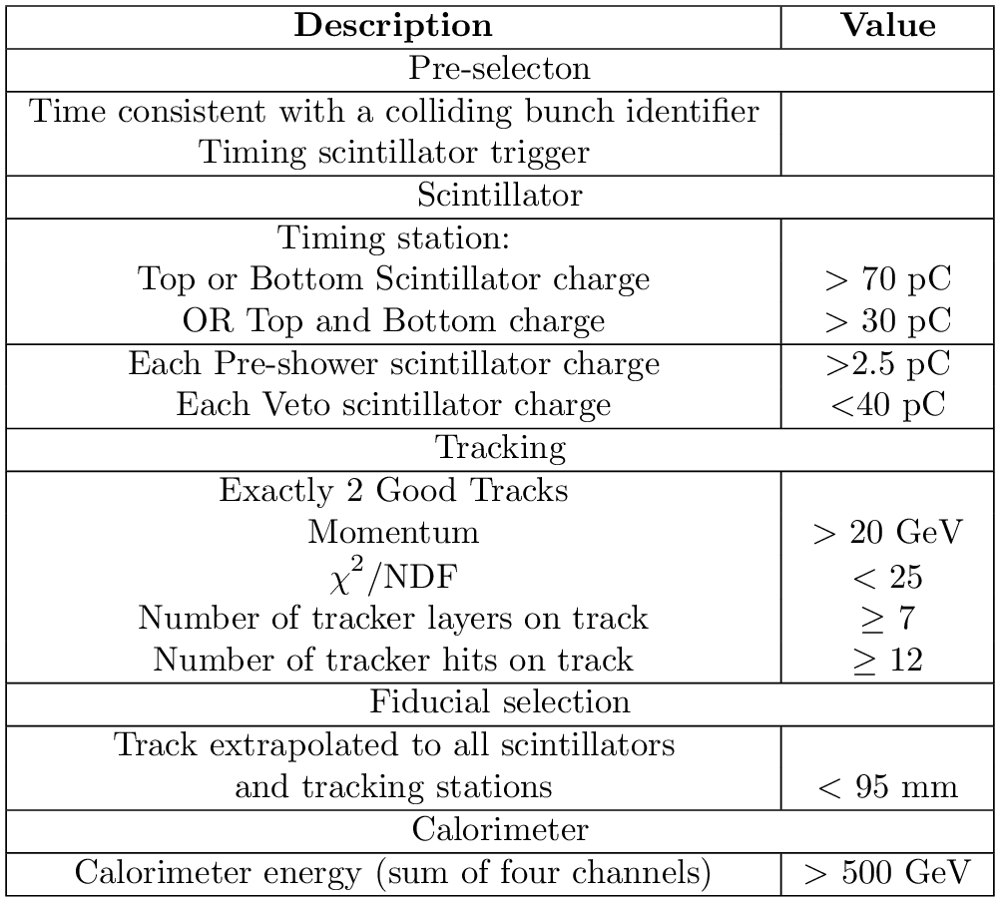 Description Value
Pre-selecton
Time consistent with a colliding bunch identifier
Timing scintillator trigger
Scintillator
Timing station:
Top or Bottom Scintillator charge > 70 pC
OR Top and Bottom charge > 30 pC
Each Pre-shower scintillator charge >2.5 pC
Each Veto scintillator charge <40 pC
Tracking
Exactly 2 Good Tracks
Momentum > 20 GeV
χ²/NDF < 25
Number of tracker layers on track ≥ 7
Number of tracker hits on track ≥ 12
Fiducial selection
Track extrapolated to all scintillators
and tracking stations < 95 mm
Calorimeter
Calorimeter energy (sum of four channels) > 500 GeV